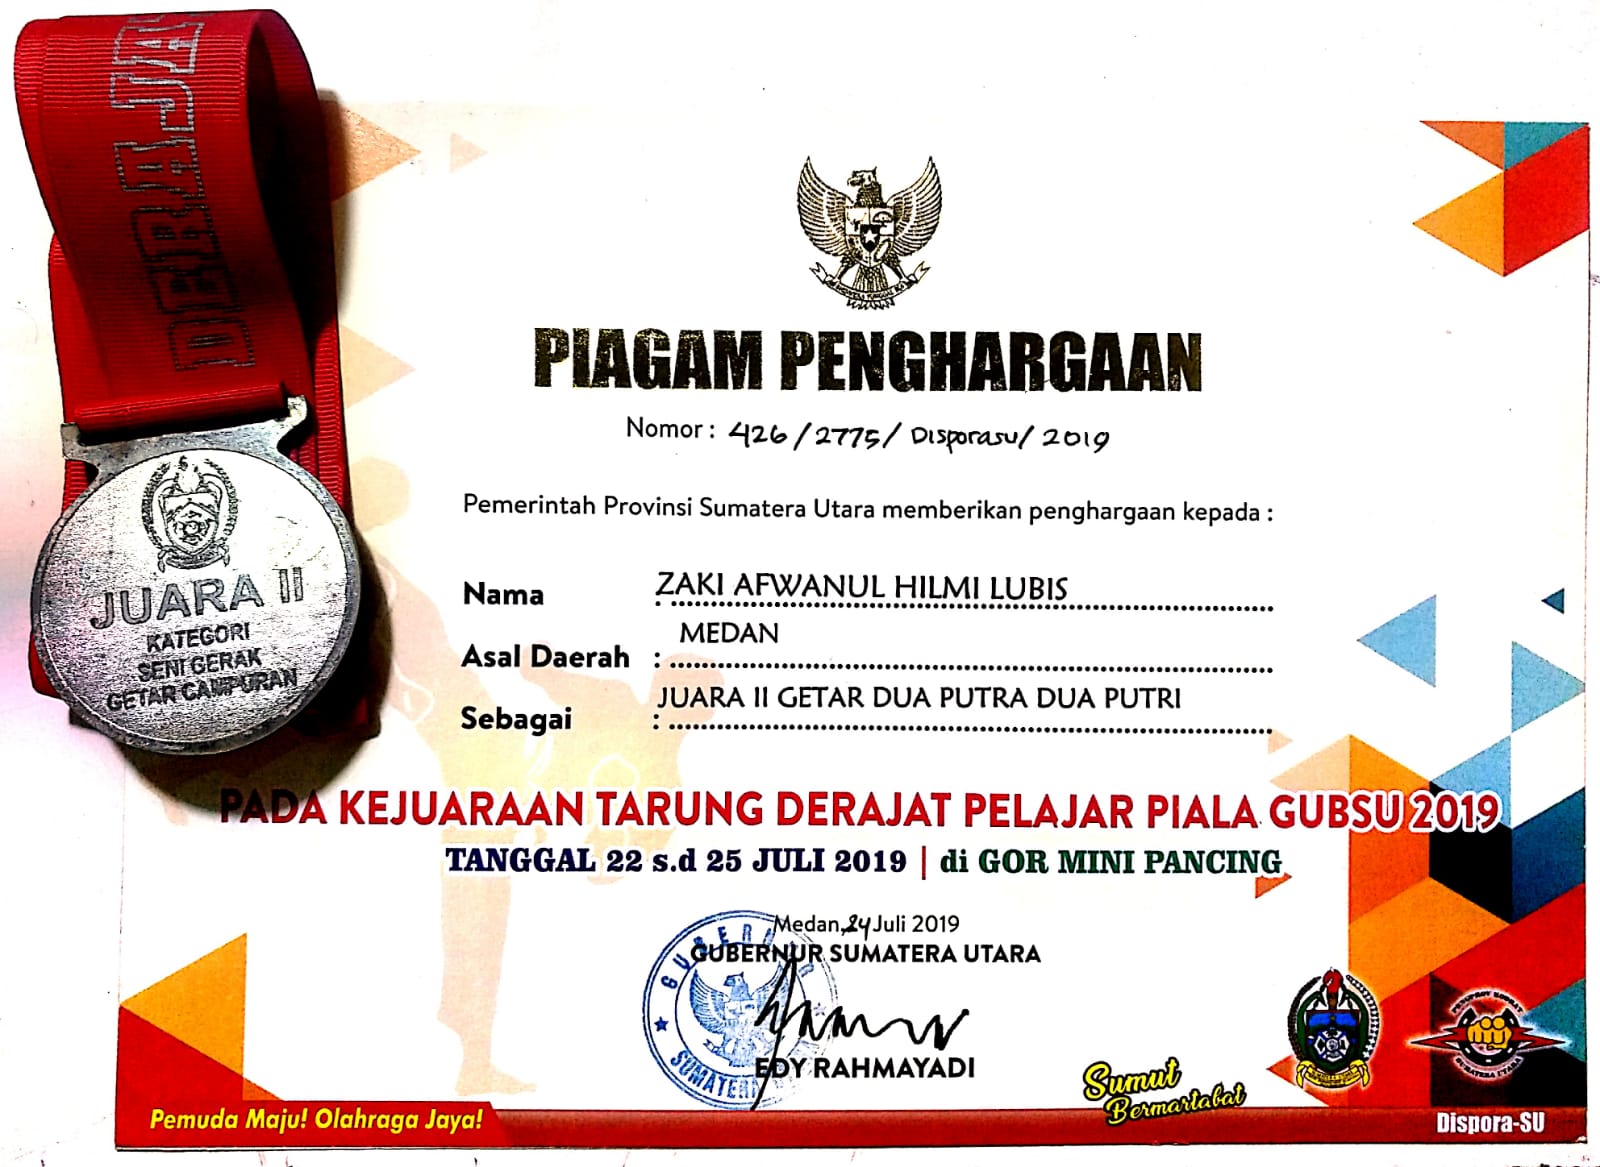 DERAJA
JUARA II
KATEGORI
SENI GERAK
GETAR CAMPURAN
PIAGAM PENGHARGAAN
Nomor : 426/2775/Disporasu/2019
Pemerintah Provinsi Sumatera Utara memberikan penghargaan kepada :
Nama : ZAKI AFWANUL HILMI LUBIS
Asal Daerah : MEDAN
Sebagai : JUARA II GETAR DUA PUTRA DUA PUTRI
PADA KEJUARAAN TARUNG DERAJAT PELAJAR PIALA GUBSU 2019
TANGGAL 22 s.d 25 JULI 2019 | di GOR MINI PANCING
Medan, 24 Juli 2019
GUBERNUR SUMATERA UTARA
GUBERNUR
SUMATERA
EDY RAHMAYADI
Sumut
Bermartabat
SUMATERA UTARA
Pemuda Maju! Olahraga Jaya!
Dispora-SU